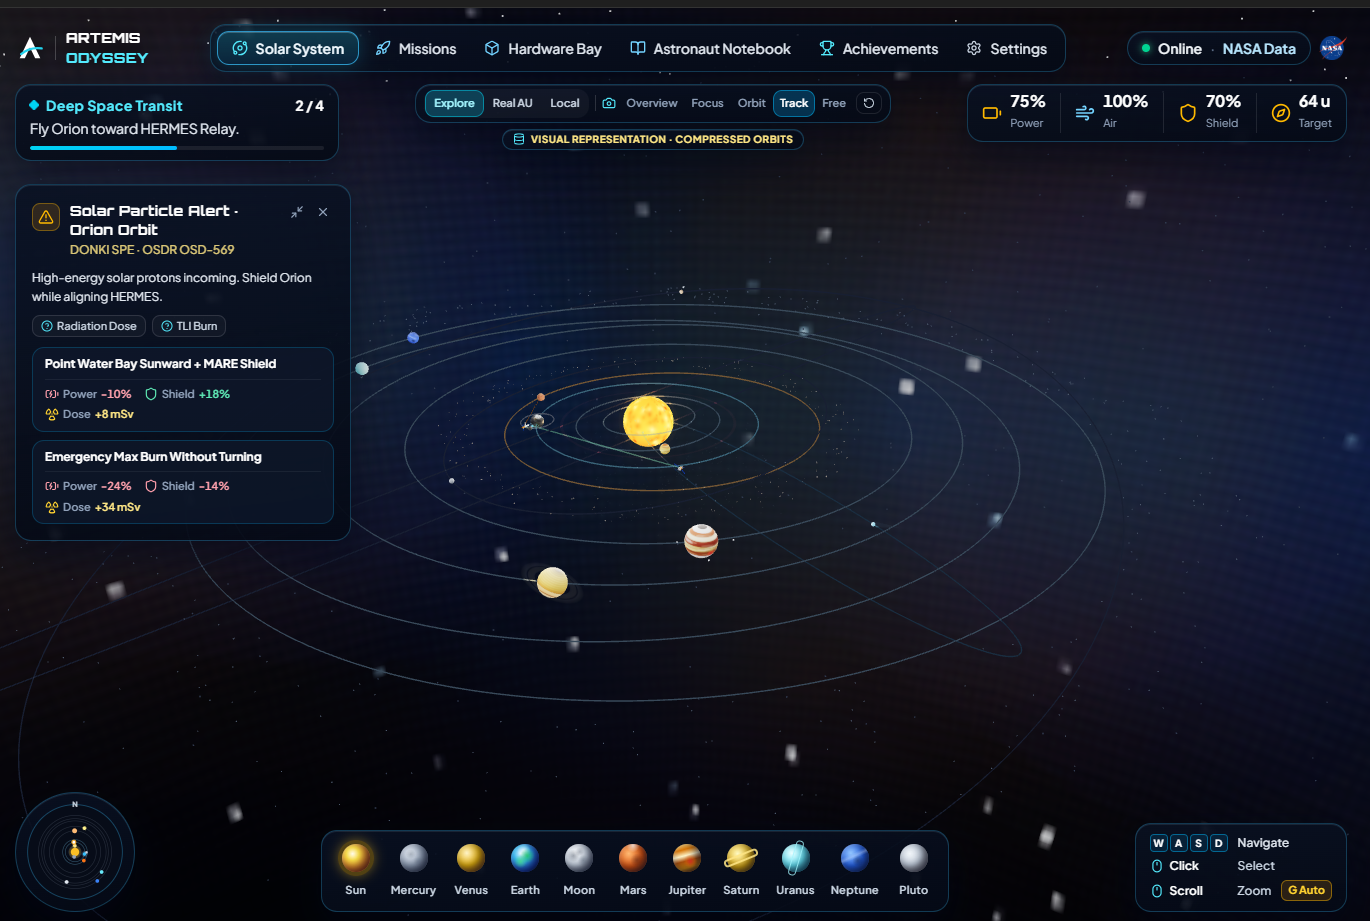 ARTEMIS
ODYSSEY
Solar System
Missions
Hardware Bay
Astronaut Notebook
Achievements
Settings
Online · NASA Data
NASA
Deep Space Transit 2 / 4
Fly Orion toward HERMES Relay.
Explore Real AU Local Overview Focus Orbit Track Free
VISUAL REPRESENTATION · COMPRESSED ORBITS
75% Power
100% Air
70% Shield
64 u Target
Solar Particle Alert ·
Orion Orbit
DONKI SPE · OSDR OSD-569
High-energy solar protons incoming. Shield Orion
while aligning HERMES.
Radiation Dose TLI Burn
Point Water Bay Sunward + MARE Shield
Power -10% Shield +18%
Dose +8 mSv
Emergency Max Burn Without Turning
Power -24% Shield -14%
Dose +34 mSv
N
Sun Mercury Venus Earth Moon Mars Jupiter Saturn Uranus Neptune Pluto
W A S D Navigate
Click Select
Scroll Zoom G Auto